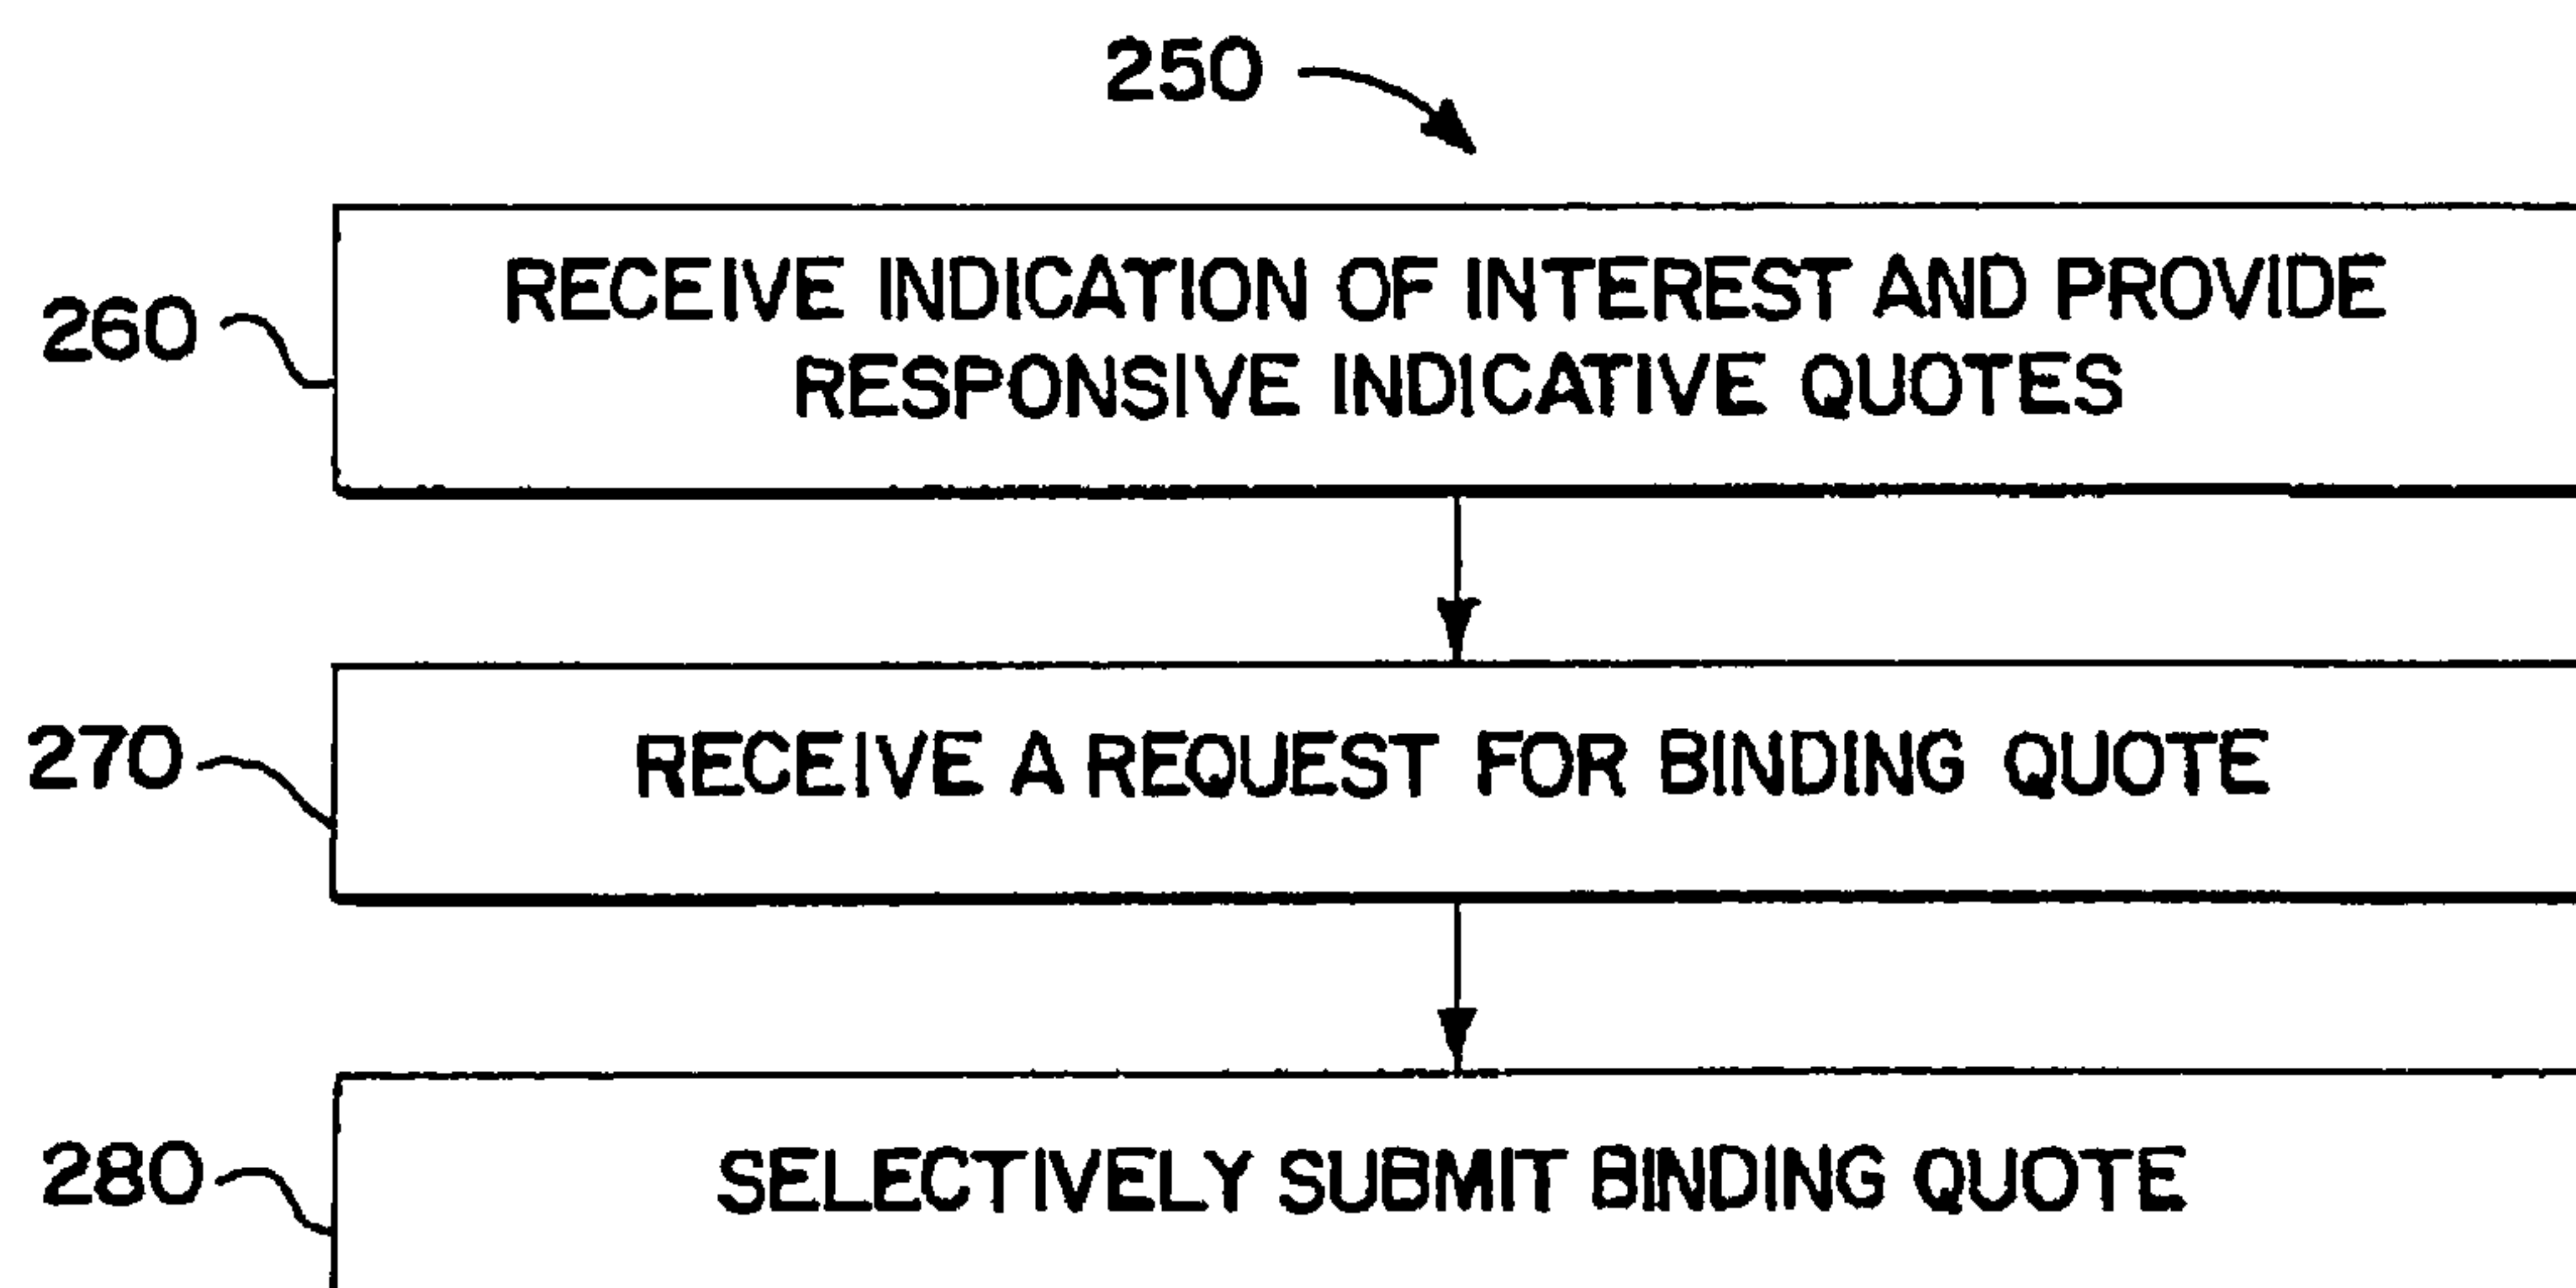 250
260
RECEIVE INDICATION OF INTEREST AND PROVIDE
RESPONSIVE INDICATIVE QUOTES
270
RECEIVE A REQUEST FOR BINDING QUOTE
280
SELECTIVELY SUBMIT BINDING QUOTE